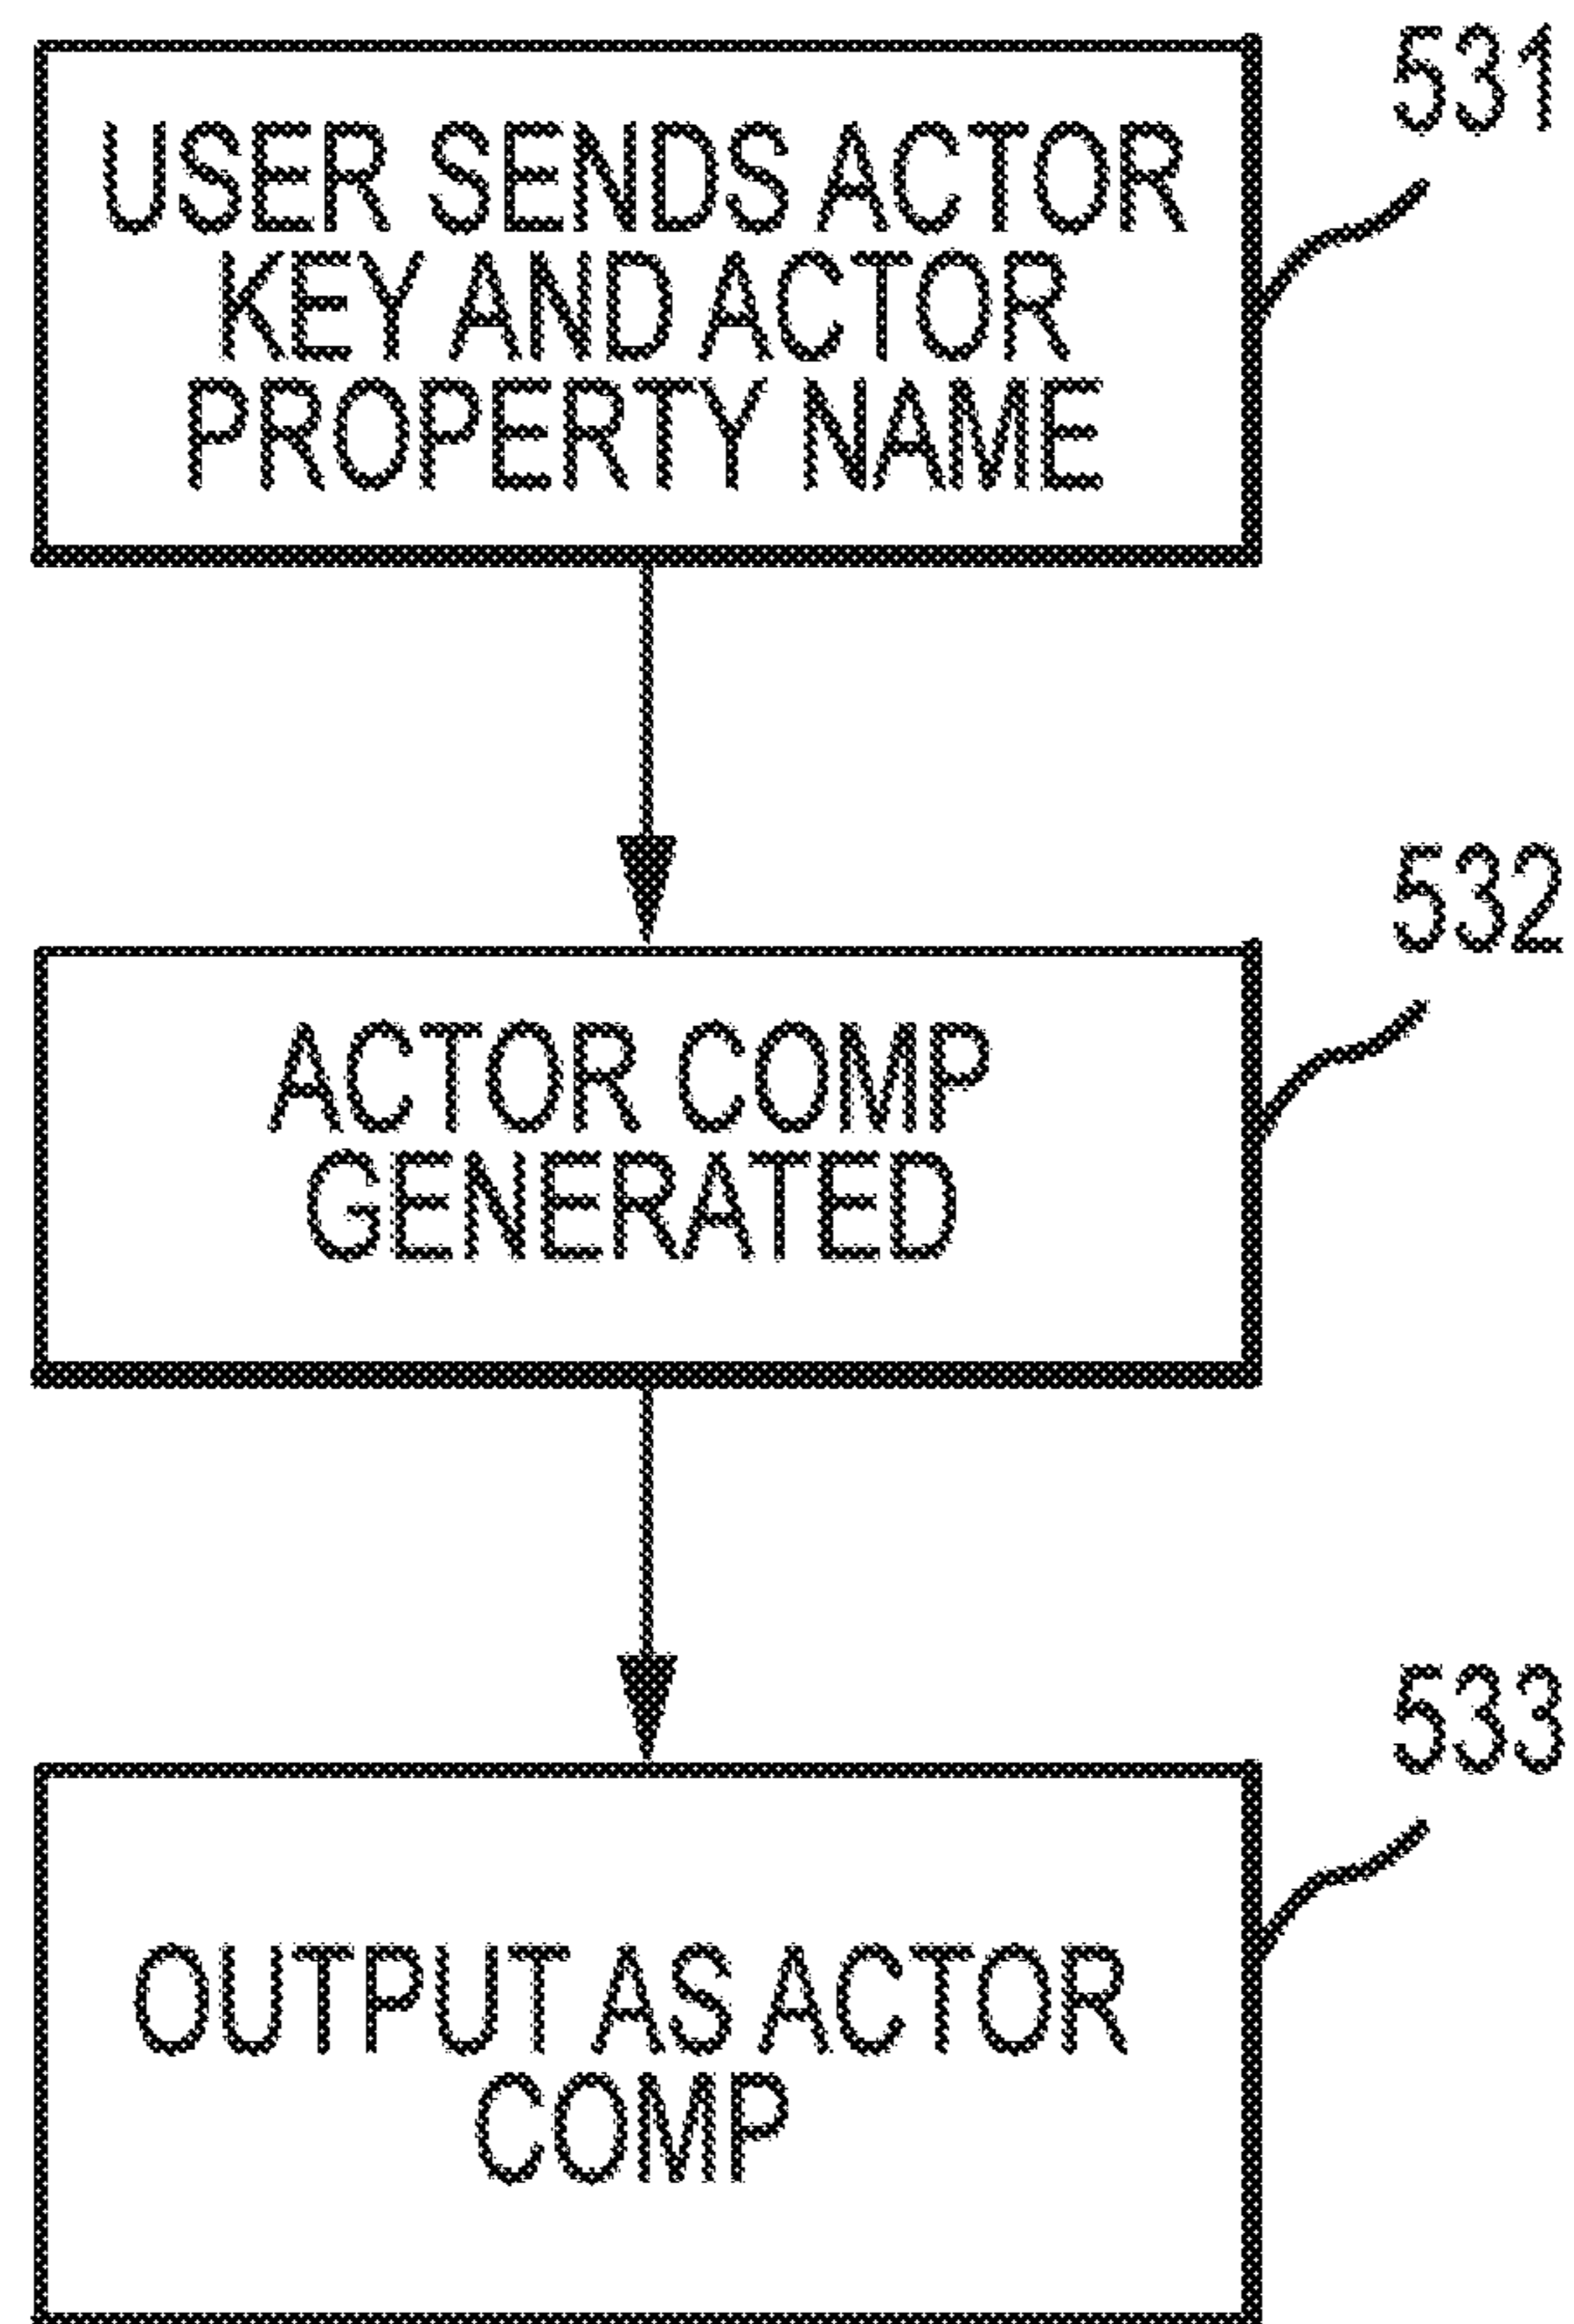 531
USER SENDS ACTOR
KEY AND ACTOR
PROPERTY NAME
532
ACTOR COMP
GENERATED
533
OUTPUT AS ACTOR
COMP